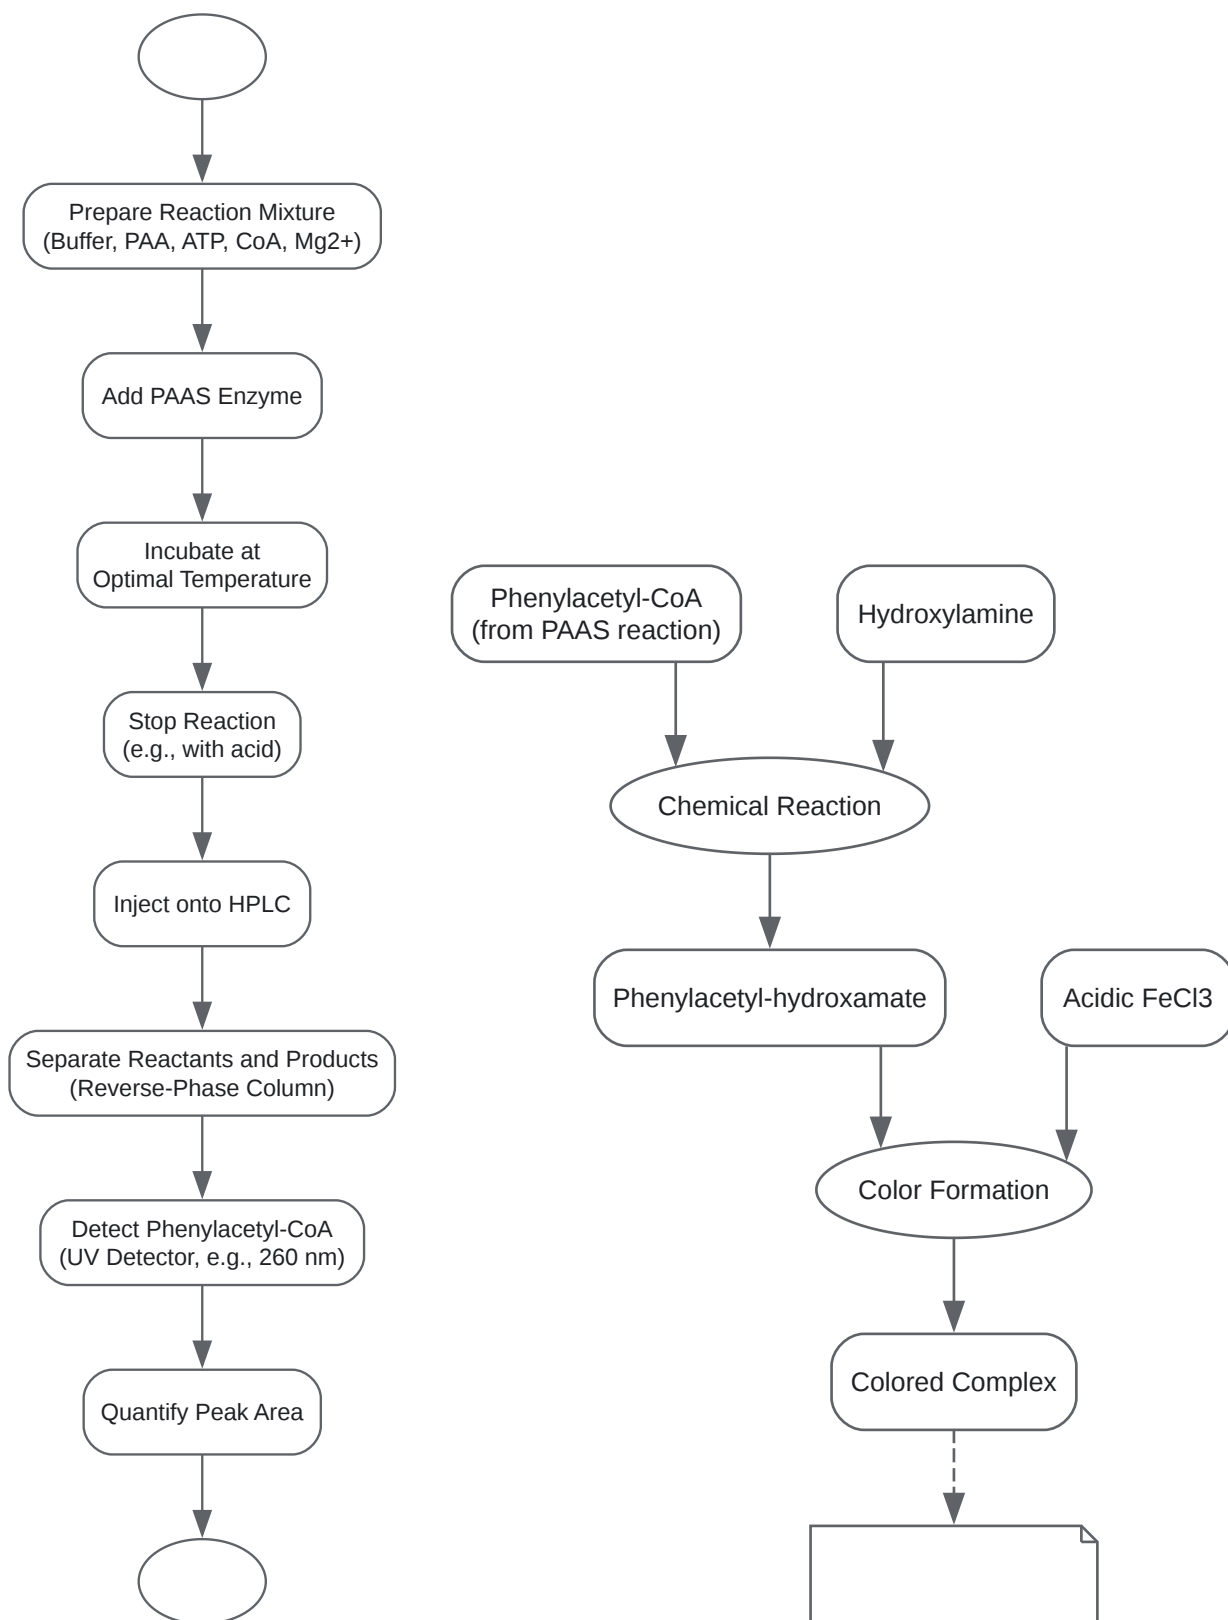 Prepare Reaction Mixture
(Buffer, PAA, ATP, CoA, Mg2+)
Add PAAS Enzyme
Incubate at
Optimal Temperature
Stop Reaction
(e.g., with acid)
Inject onto HPLC
Separate Reactants and Products
(Reverse-Phase Column)
Detect Phenylacetyl-CoA
(UV Detector, e.g., 260 nm)
Quantify Peak Area
Phenylacetyl-CoA
(from PAAS reaction)
Hydroxylamine
Chemical Reaction
Phenylacetyl-hydroxamate
Acidic FeCl3
Color Formation
Colored Complex